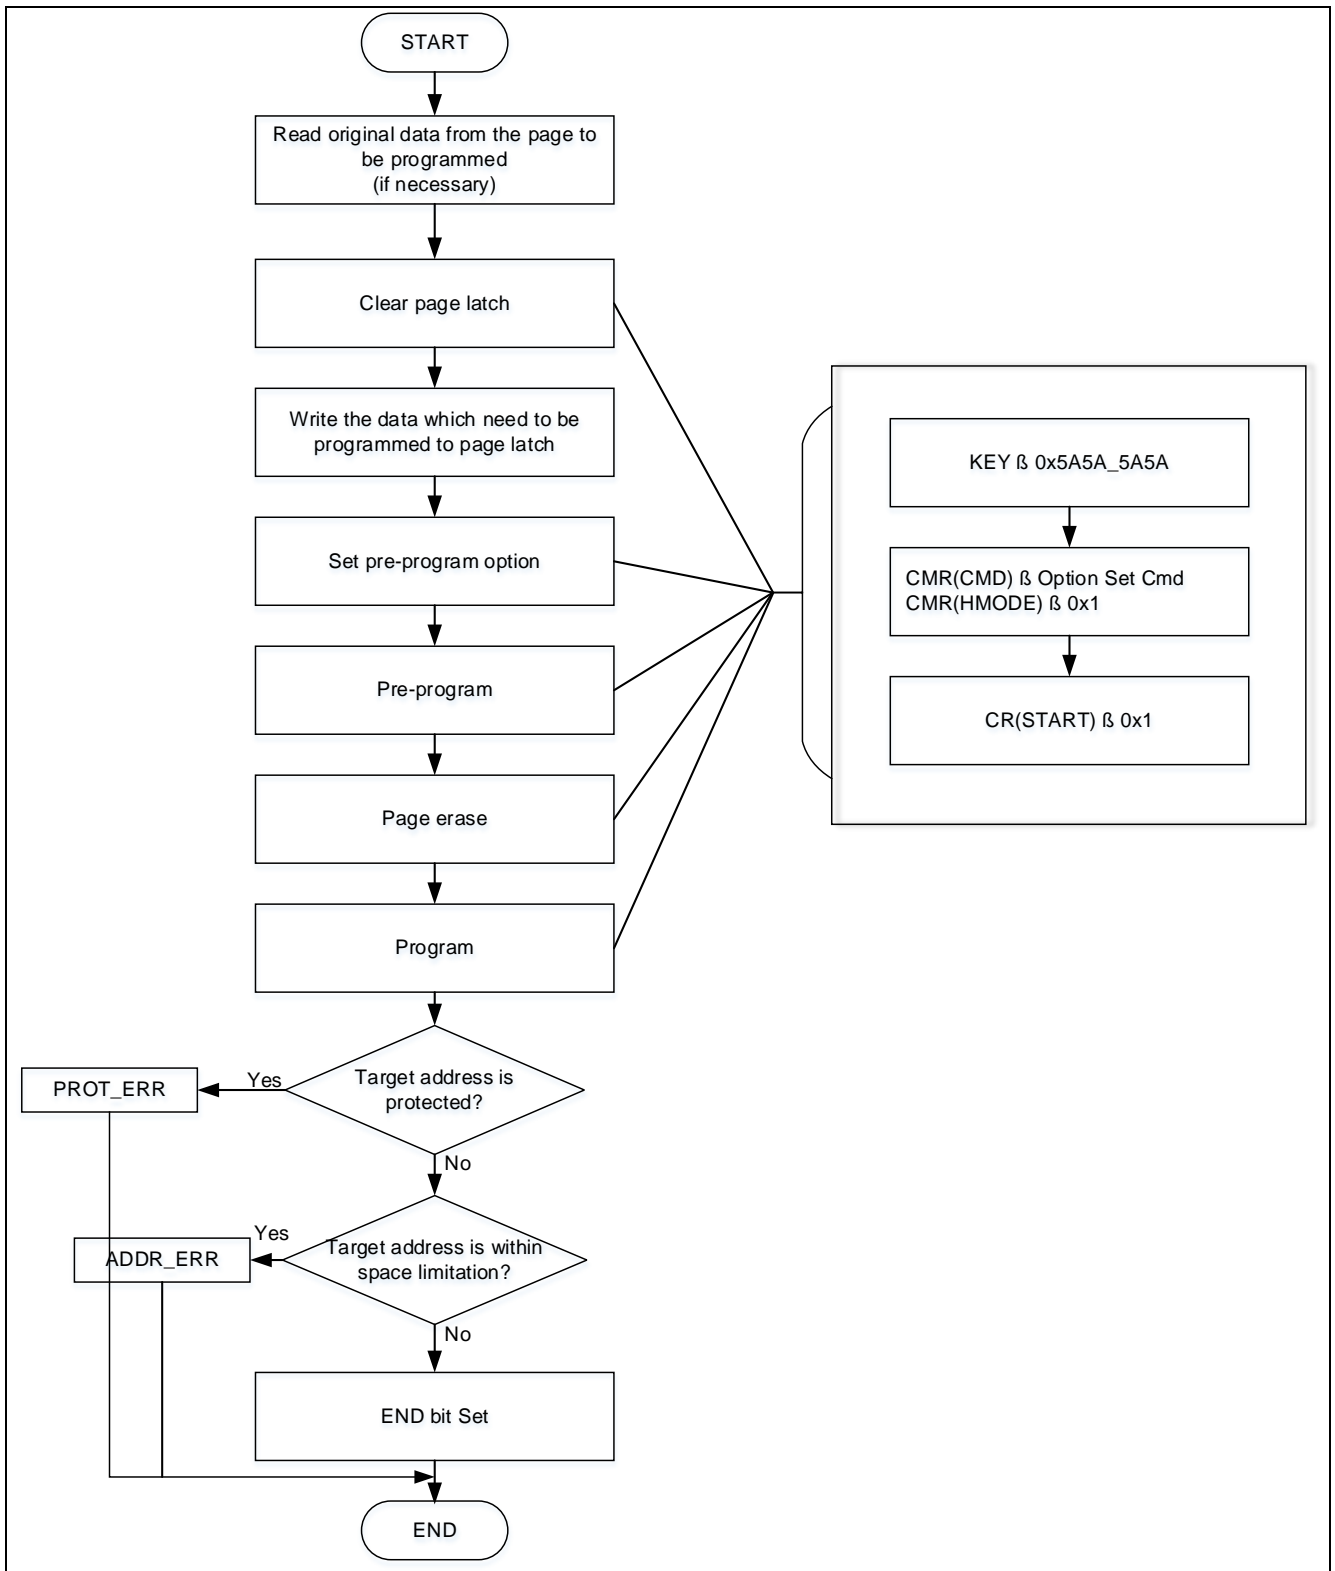 START
Read original data from the page to
be programmed
(if necessary)
Clear page latch
Write the data which need to be
programmed to page latch
Set pre-program option
Pre-program
Page erase
Program
KEY ß 0x5A5A_5A5A
CMR(CMD) ß Option Set Cmd
CMR(HMODE) ß 0x1
CR(START) ß 0x1
Target address is
protected?
Yes
PROT_ERR
No
Target address is within
space limitation?
Yes
ADDR_ERR
No
END bit Set
END